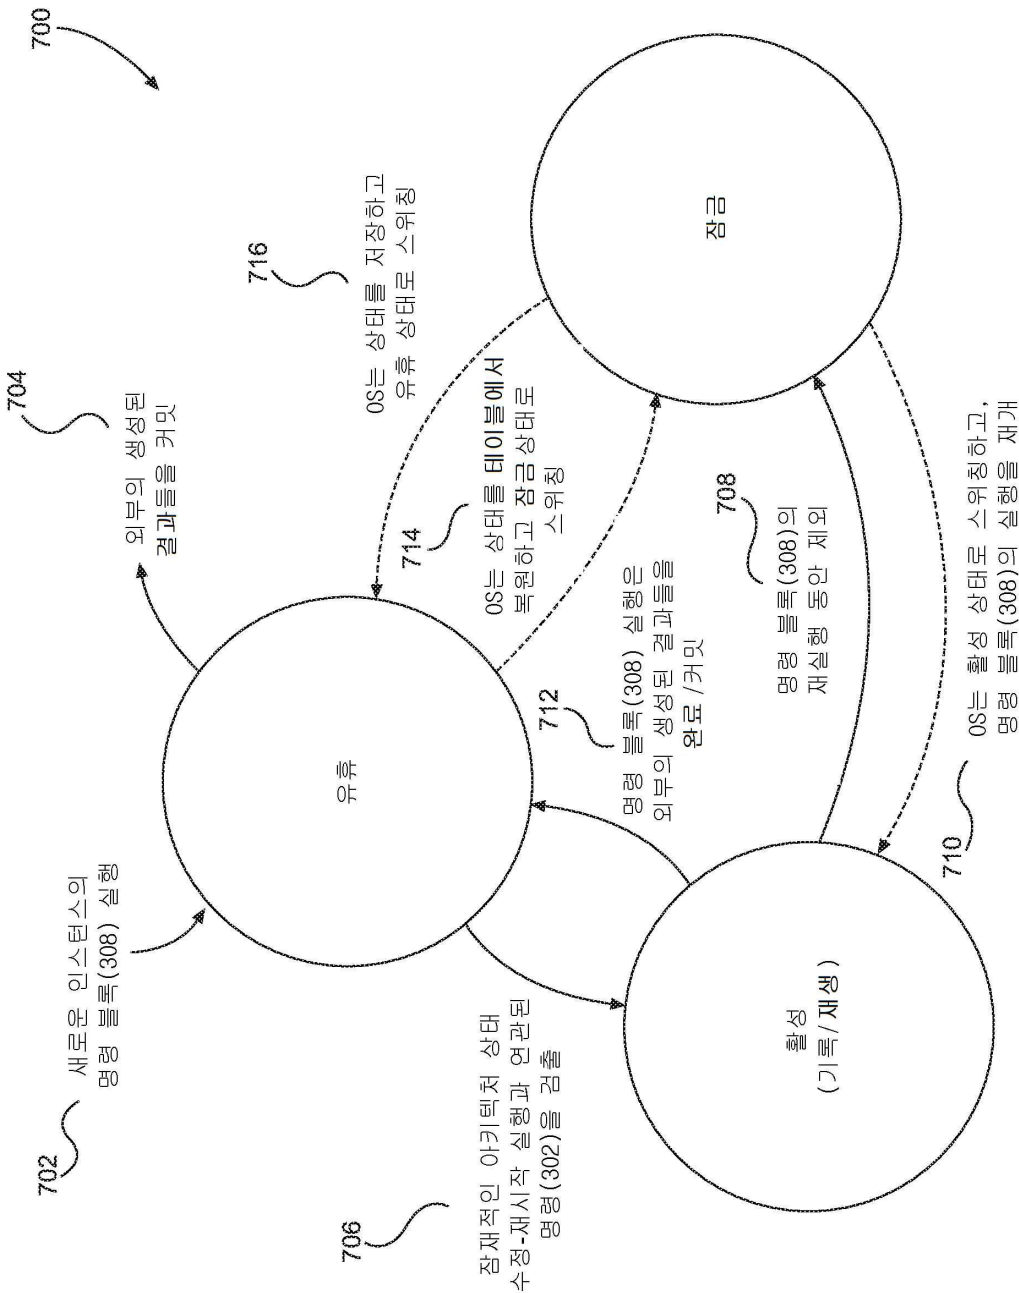 700
702
새로운 인스턴스의
명령 블록(308) 실행
704
외부의 생성된
결과들을 커밋
716
OS는 상태를 저장하고
유휴 상태로 스위칭
714
OS는 상태를 테이블에서
복원하고 잠금상태로
스위칭
유휴
잠금
706
잠재적인 아키텍처 상태
수정-재시작 실행과 연관된
명령(302)을 검출
712
명령 블록(308) 실행은
외부의 생성된 결과들을
완료/커밋
708
명령 블록(308)의
재실행 동안 제외
활성
(기록/재생)
710
OS는 활성 상태로 스위칭하고,
명령 블록(308)의 실행을 재개